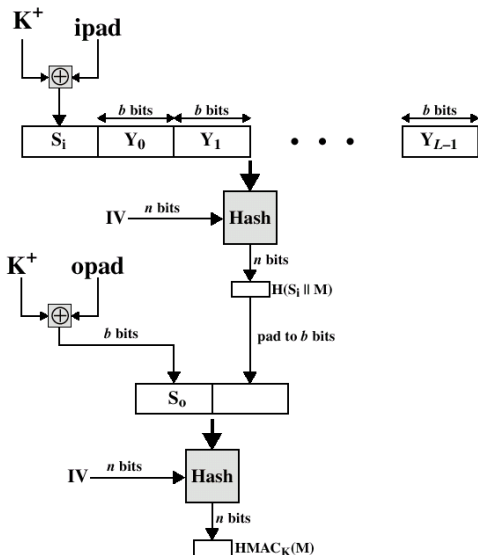 K+ ipad
⊕
b bits b bits b bits
Si Y0 Y1 • • • YL–1
IV n bits Hash
n bits
K+ opad
H(Si || M)
⊕
b bits pad to b bits
So
IV n bits Hash
n bits
HMACK(M)